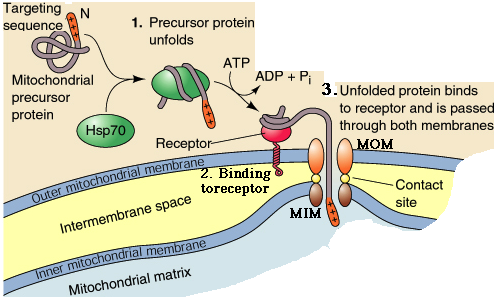 Targeting
sequence
N
+++
Mitochondrial
precursor
protein
Hsp70
1. Precursor protein
unfolds
+++
ATP
ADP + Pi
+++
Receptor
2. Binding
toreceptor
3. Unfolded protein binds
to receptor and is passed
through both membranes
MOM
Contact
site
MIM
+++
Outer mitochondrial membrane
Intermembrane space
Inner mitochondrial membrane
Mitochondrial matrix